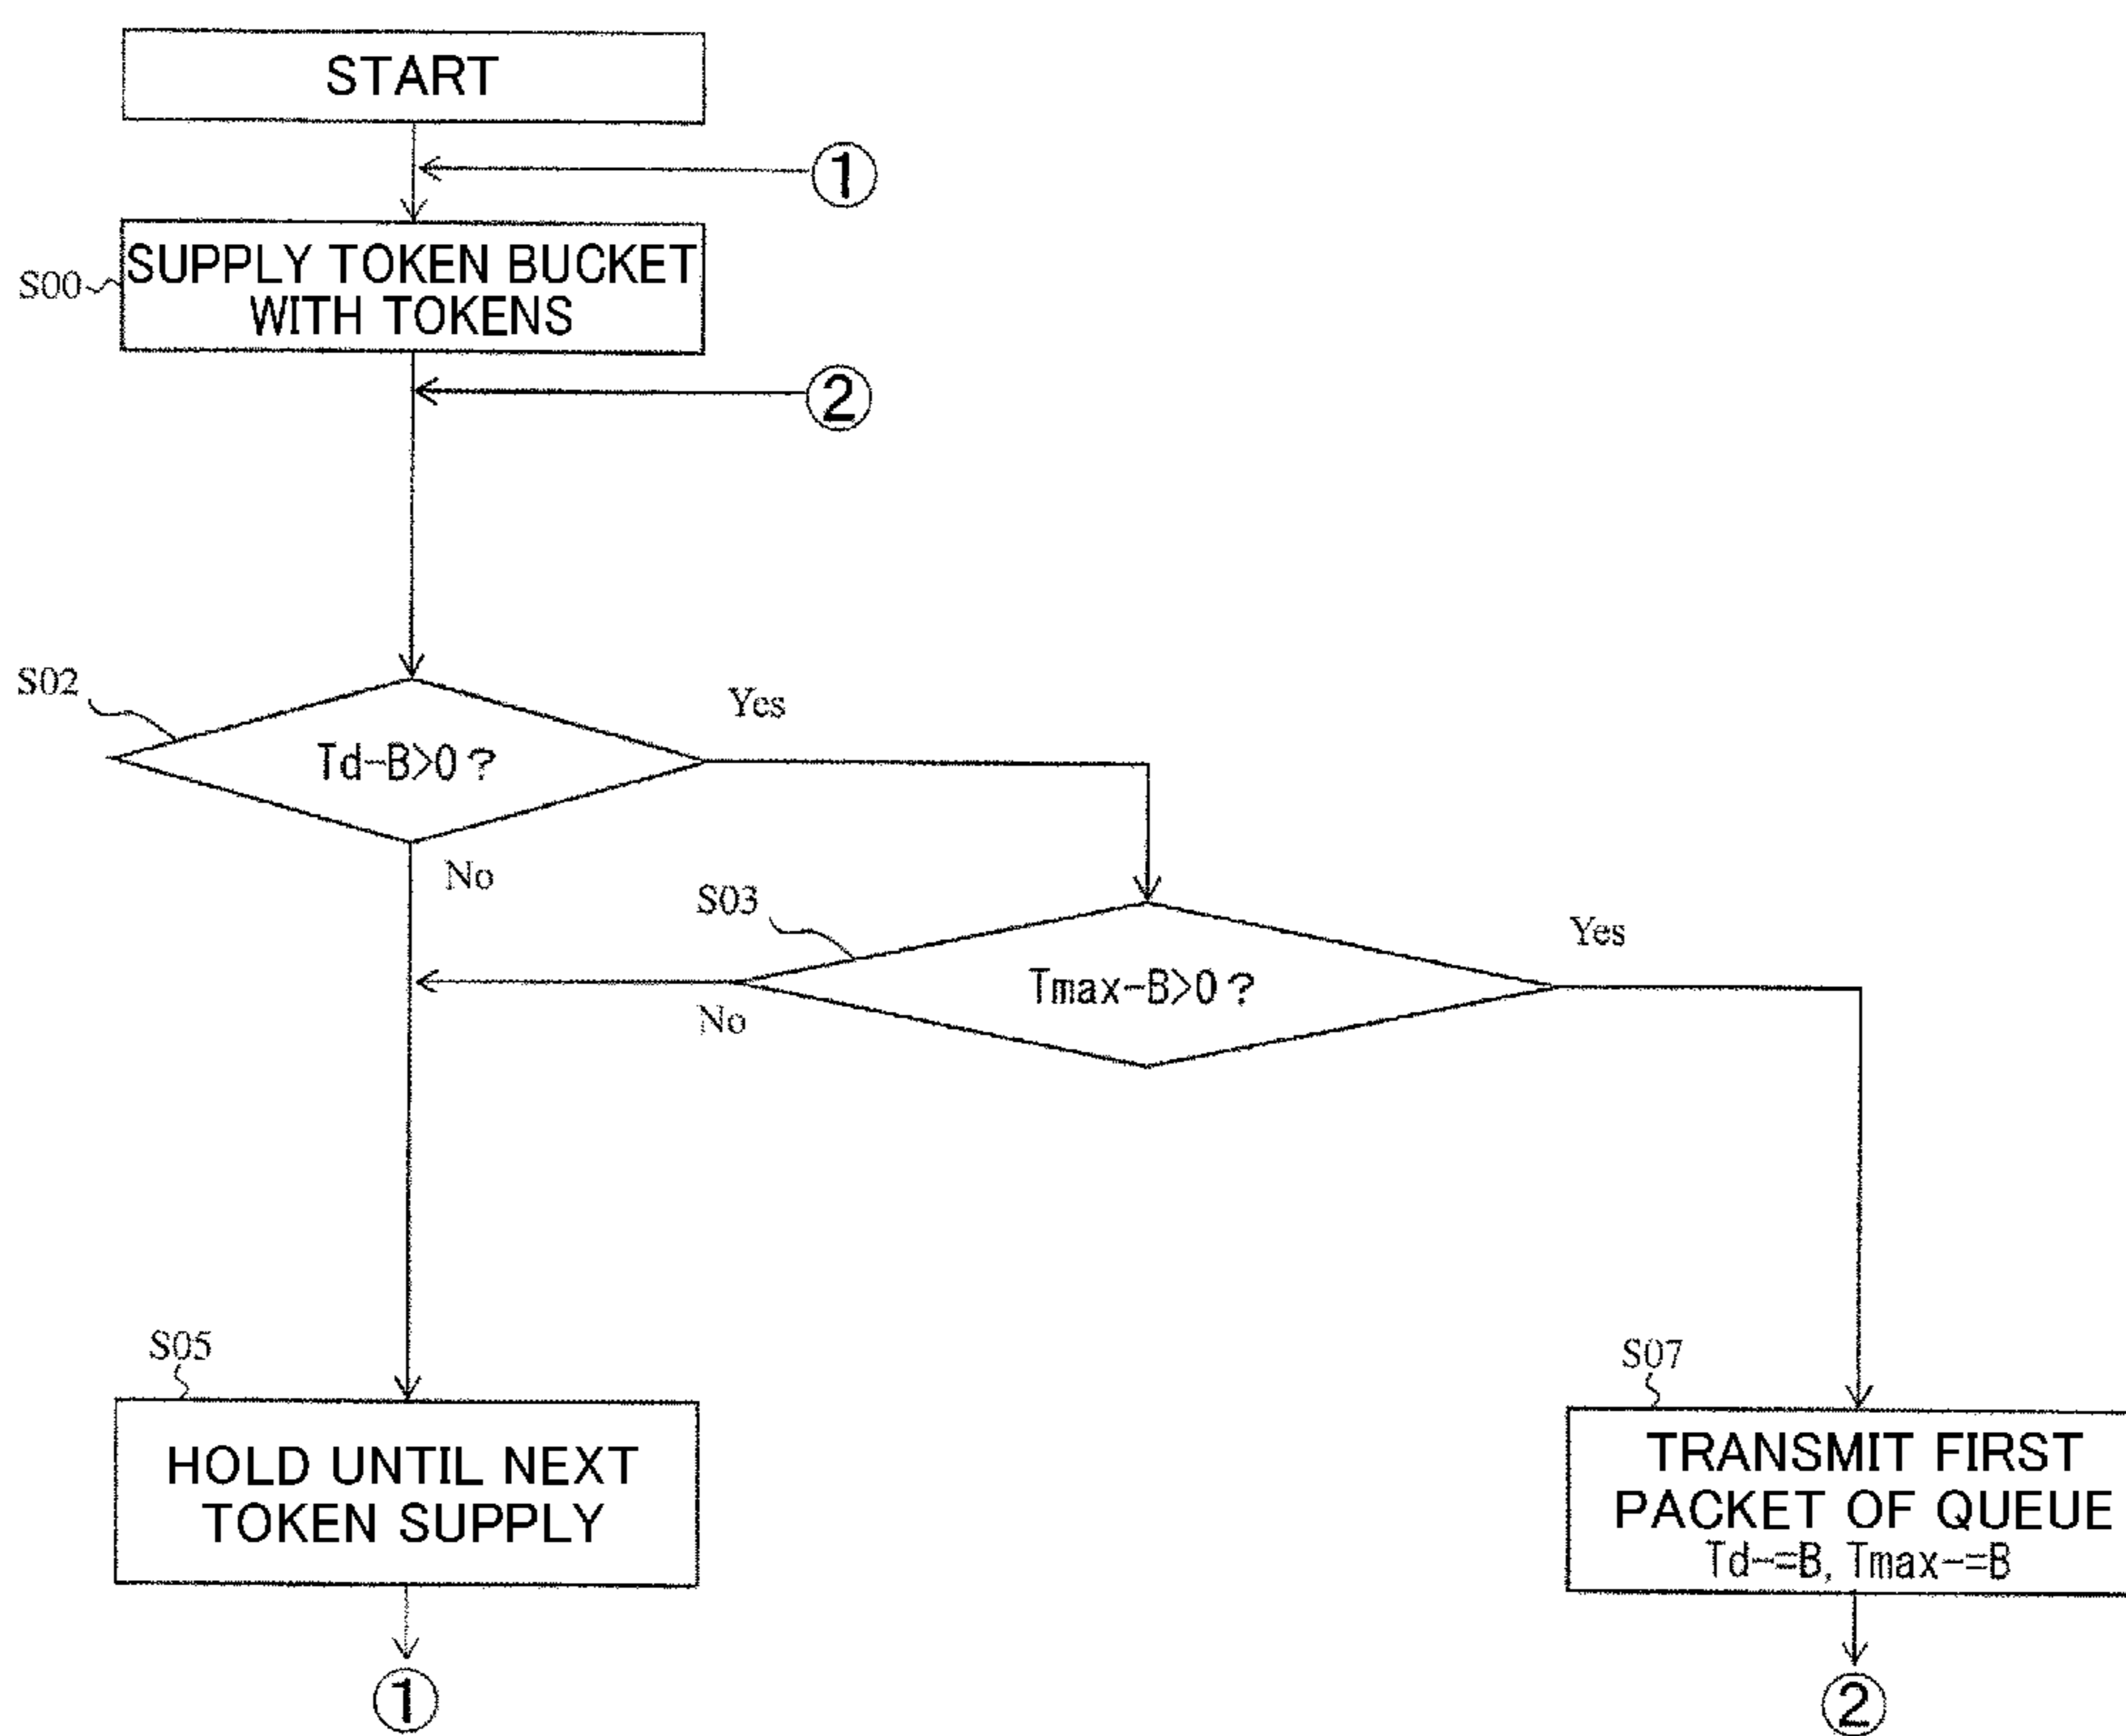 START
①
S00
SUPPLY TOKEN BUCKET
WITH TOKENS
②
S02
Yes
Td-B>0?
No
S03
Yes
Tmax-B>0?
No
S05
HOLD UNTIL NEXT
TOKEN SUPPLY
①
S07
TRANSMIT FIRST
PACKET OF QUEUE
Td-=B, Tmax-=B
②